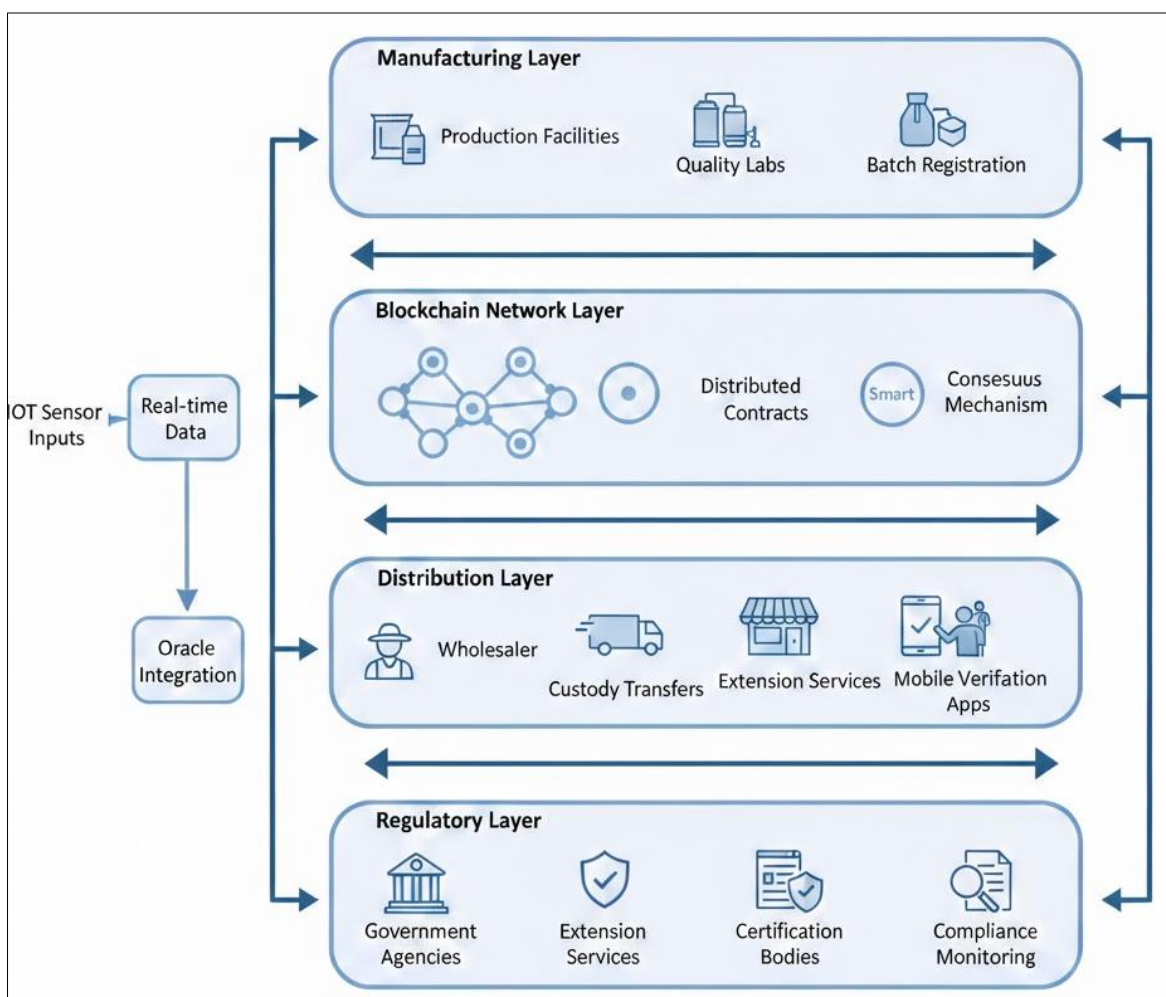 Manufacturing Layer
Production Facilities
Quality Labs
Batch Registration
Blockchain Network Layer
Distributed
Contracts
Smart
Consesuus
Mechanism
IOT Sensor
Inputs
Real-time
Data
Oracle
Integration
Distribution Layer
Wholesaler
Custody Transfers
Extension Services
Mobile Verifation
Apps
Regulatory Layer
Government
Agencies
Extension
Services
Certification
Bodies
Compliance
Monitoring